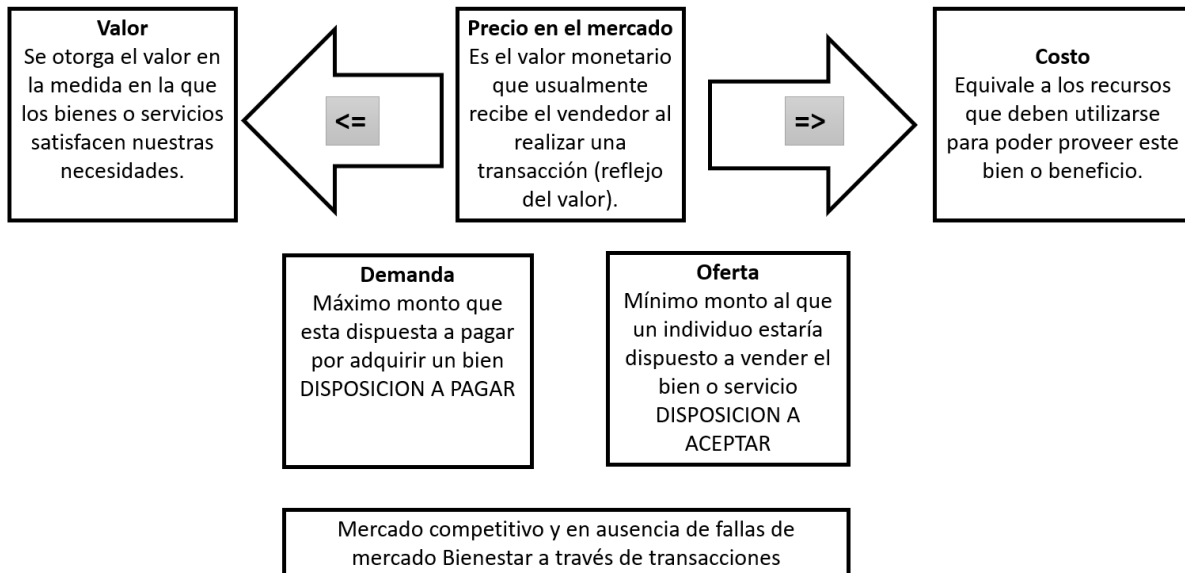 Valor
Se otorga el valor en
la medida en la que
los bienes o servicios
satisfacen nuestras
necesidades.
<=
Precio en el mercado
Es el valor monetario
que usualmente
recibe el vendedor al
realizar una
transacción (reflejo
del valor).
=>
Costo
Equivale a los recursos
que deben utilizarse
para poder proveer este
bien o beneficio.
Demanda
Máximo monto que
esta dispuesta a pagar
por adquirir un bien
DISPOSICION A PAGAR
Oferta
Mínimo monto al que
un individuo estaría
dispuesto a vender el
bien o servicio
DISPOSICION A
ACEPTAR
Mercado competitivo y en ausencia de fallas de
mercado Bienestar a través de transacciones